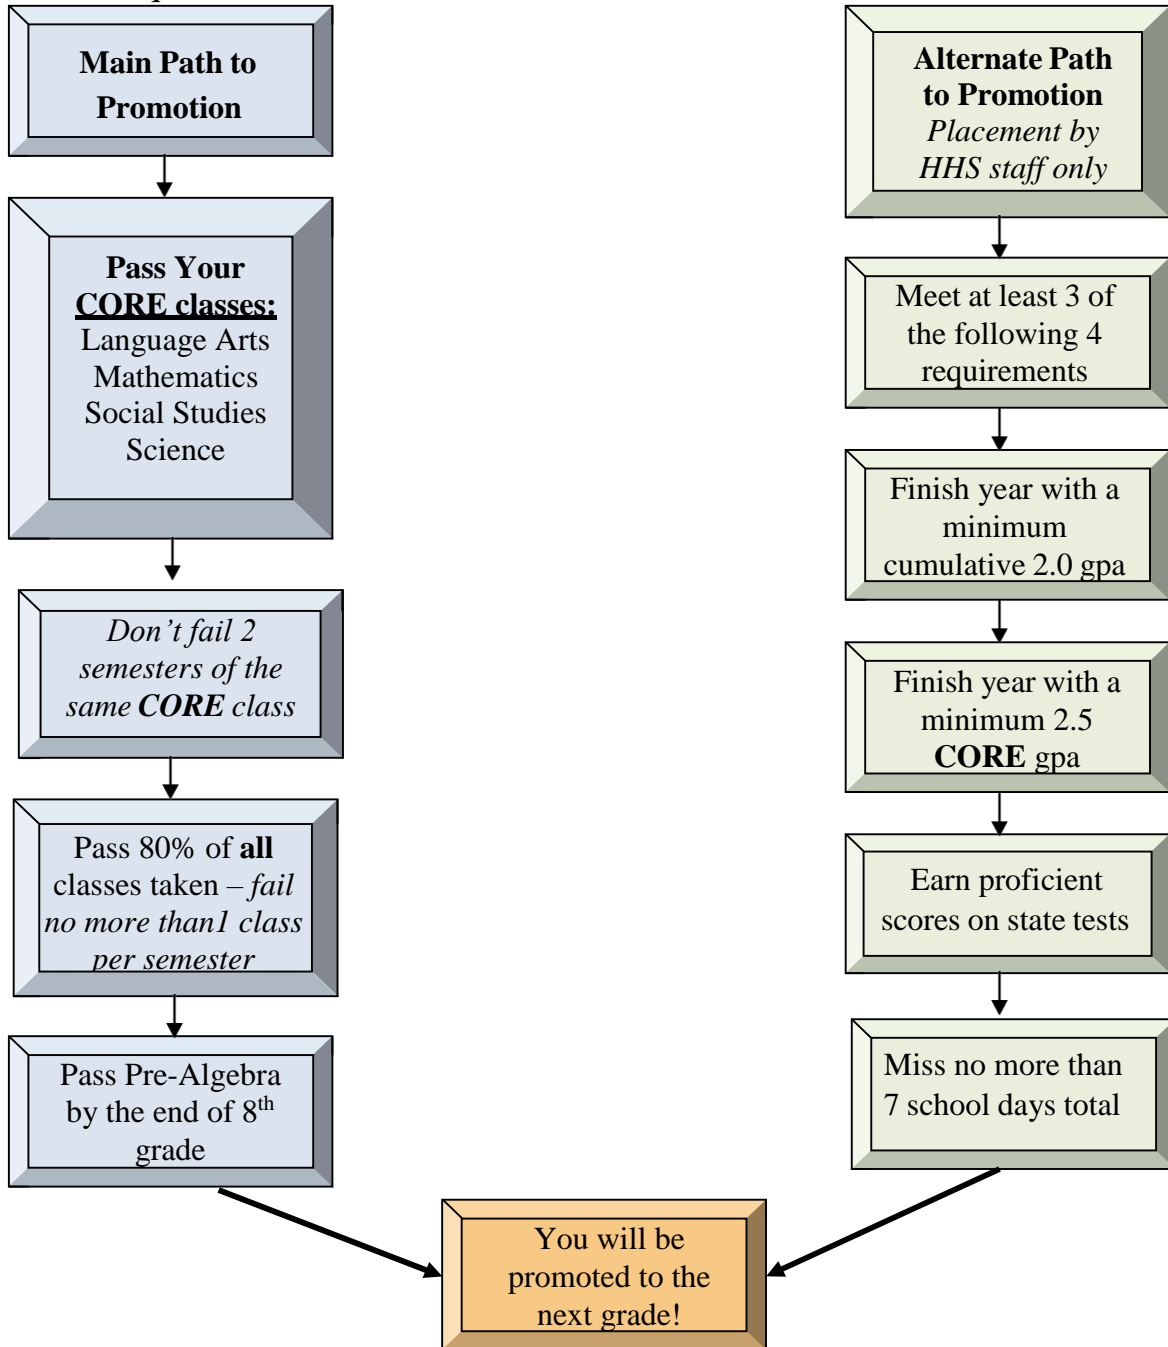 Main Path to
Promotion
Pass Your
CORE classes:
Language Arts
Mathematics
Social Studies
Science
Don’t fail 2
semesters of the
same CORE class
Pass 80% of all
classes taken – fail
no more than1 class
per semester
Pass Pre-Algebra
by the end of 8th
grade
Alternate Path
to Promotion
Placement by
HHS staff only
Meet at least 3 of
the following 4
requirements
Finish year with a
minimum
cumulative 2.0 gpa
Finish year with a
minimum 2.5
CORE gpa
Earn proficient
scores on state tests
Miss no more than
7 school days total
You will be
promoted to the
next grade!